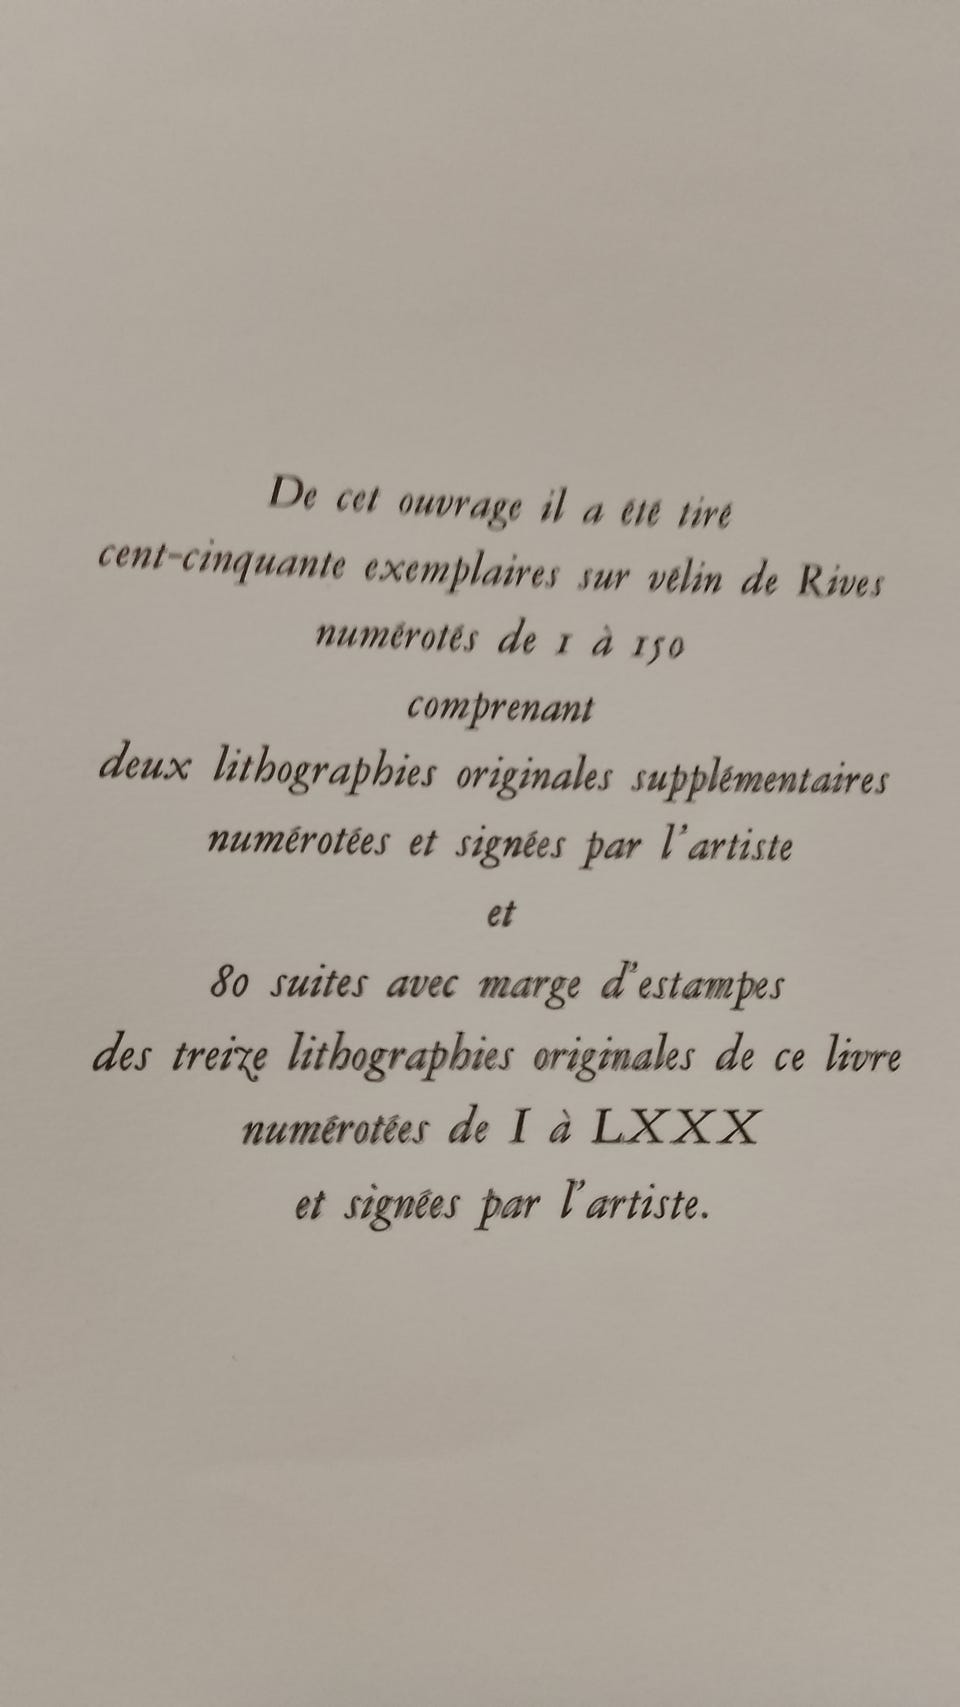 De cet ouvrage il a été tiré
cent-cinquante exemplaires sur vélin de Rives
numérotés de 1 à 150
comprenant
deux lithographies originales supplémentaires
numérotées et signées par l'artiste
et
80 suites avec marge d'estampes
des treize lithographies originales de ce livre
numérotées de I à LXXX
et signées par l'artiste.